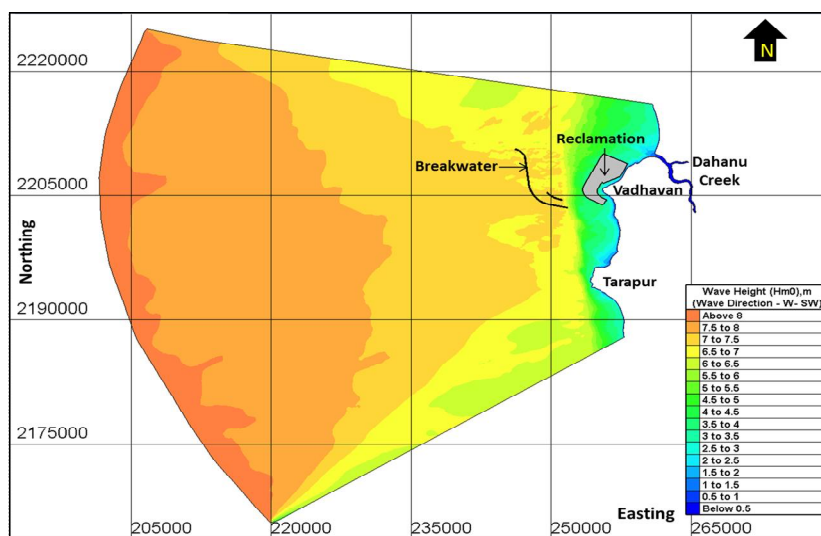 N
2220000
Reclamation
Breakwater
Dahanu
Creek
2205000
Vadhavan
Northing
Tarapur
Wave Height (Hm0),m
(Wave Direction - W- SW)
Above 8
7.5 to 8
7 to 7.5
6.5 to 7
6 to 6.5
5.5 to 6
5 to 5.5
4.5 to 5
4 to 4.5
3.5 to 4
3 to 3.5
2.5 to 3
2 to 2.5
1.5 to 2
1 to 1.5
0.5 to 1
Below 0.5
2190000
2175000
Easting
205000
220000
235000
250000
265000